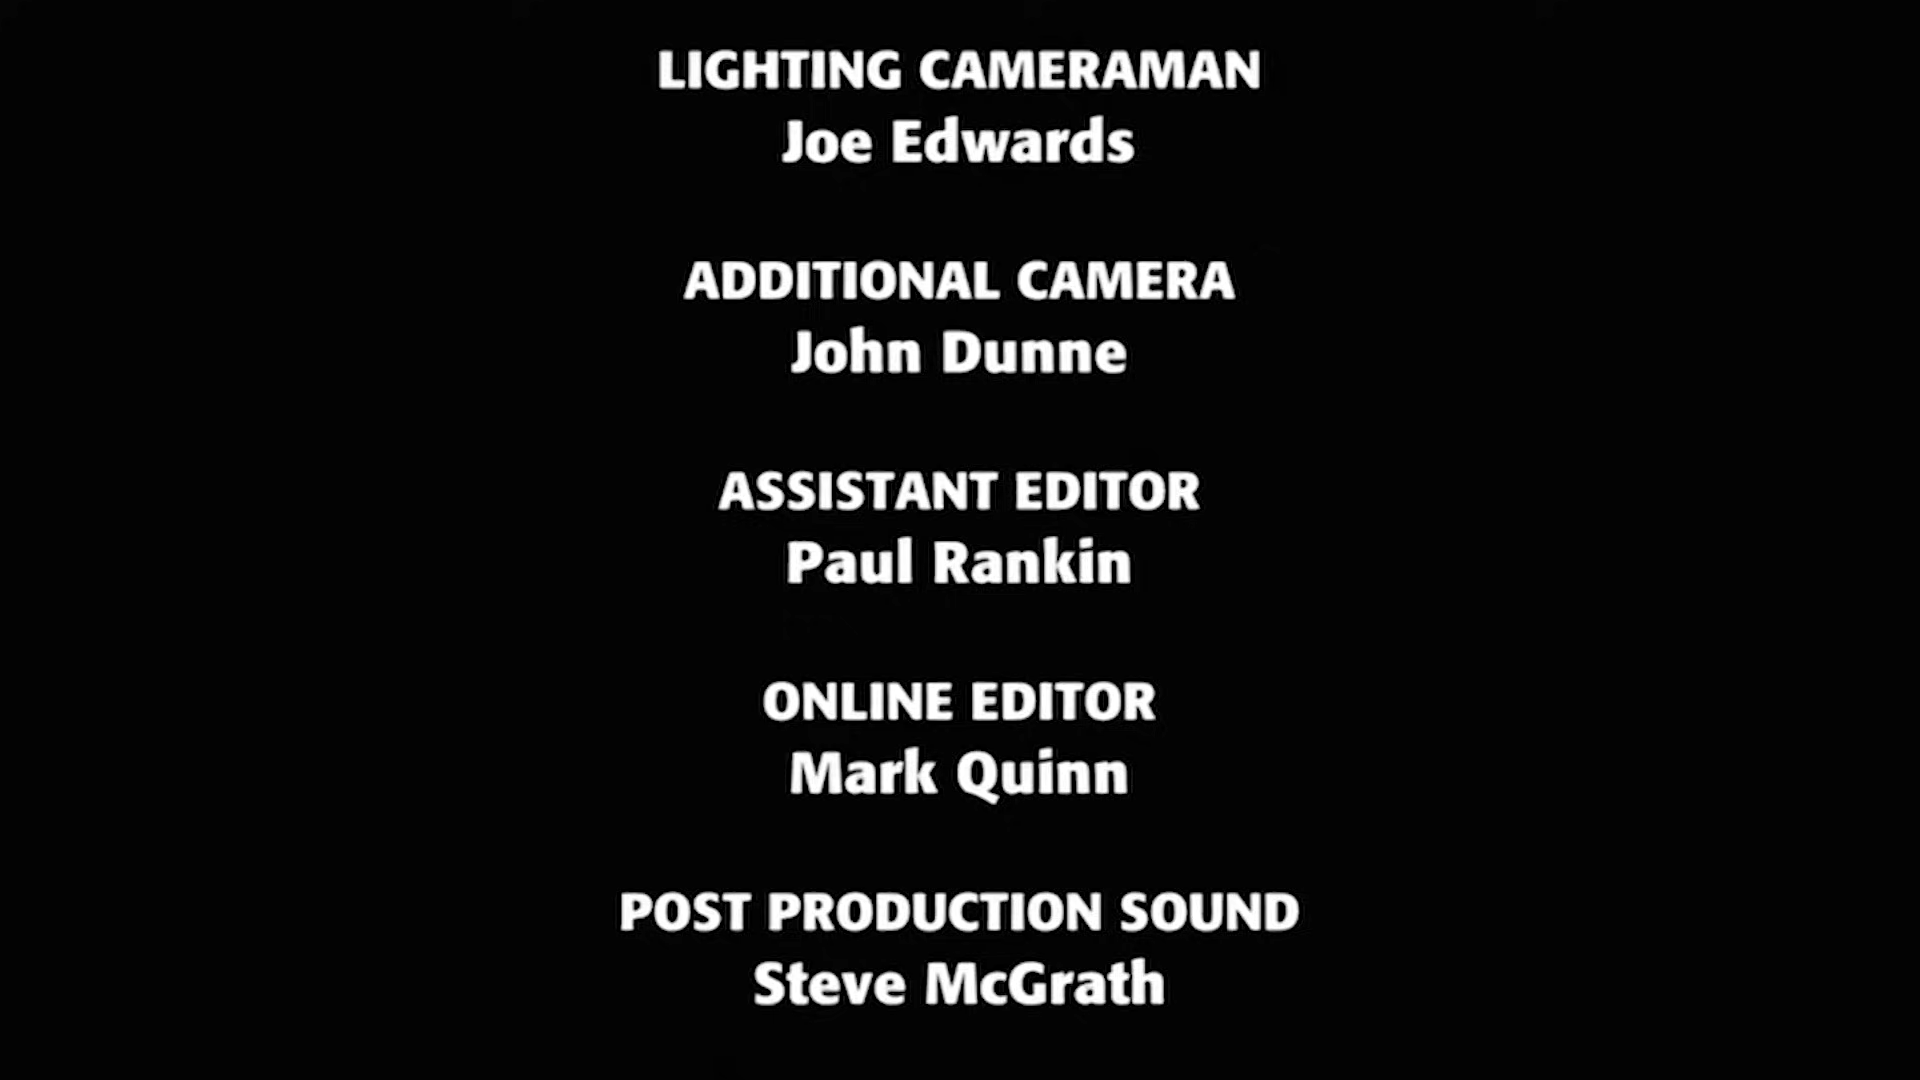 LIGHTING CAMERAMAN
Joe Edwards
ADDITIONAL CAMERA
John Dunne
ASSISTANT EDITOR
Paul Rankin
ONLINE EDITOR
Mark Quinn
POST PRODUCTION SOUND
Steve McGrath